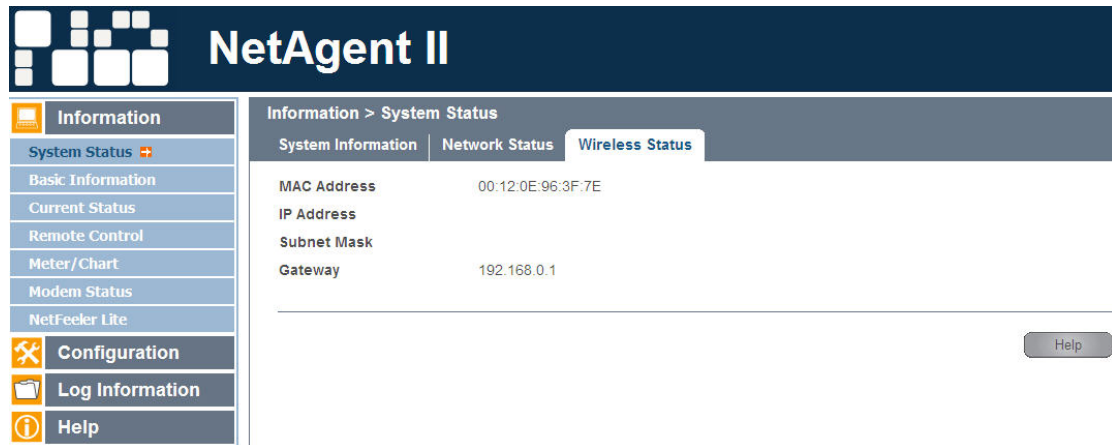 NetAgent II
Information
System Status
Basic Information
Current Status
Remote Control
Meter/Chart
Modem Status
NetFeeler Lite
Configuration
Log Information
Help
Information > System Status
System Information Network Status Wireless Status
MAC Address 00:12:0E:96:3F:7E
IP Address
Subnet Mask
Gateway 192.168.0.1
Help